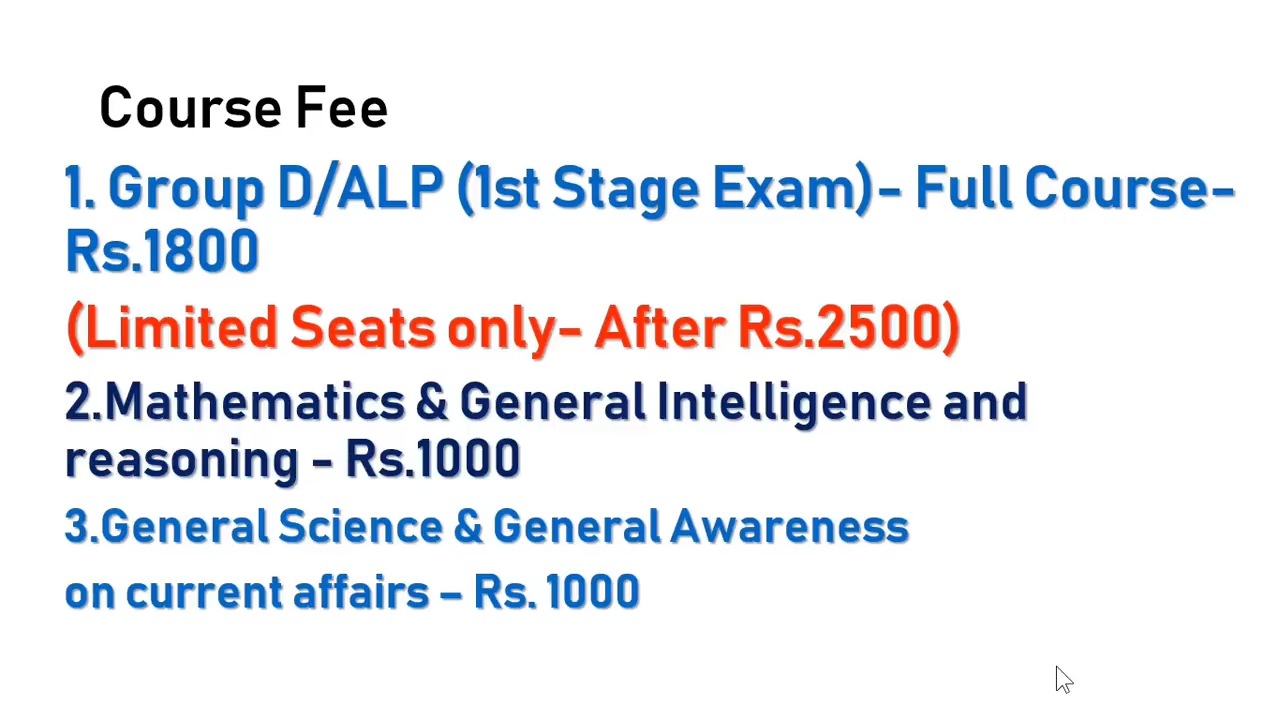 Course Fee
1. Group D/ALP (1st Stage Exam)- Full Course-
Rs.1800
(Limited Seats only- After Rs.2500)
2.Mathematics & General Intelligence and
reasoning - Rs.1000
3.General Science & General Awareness
on current affairs – Rs. 1000